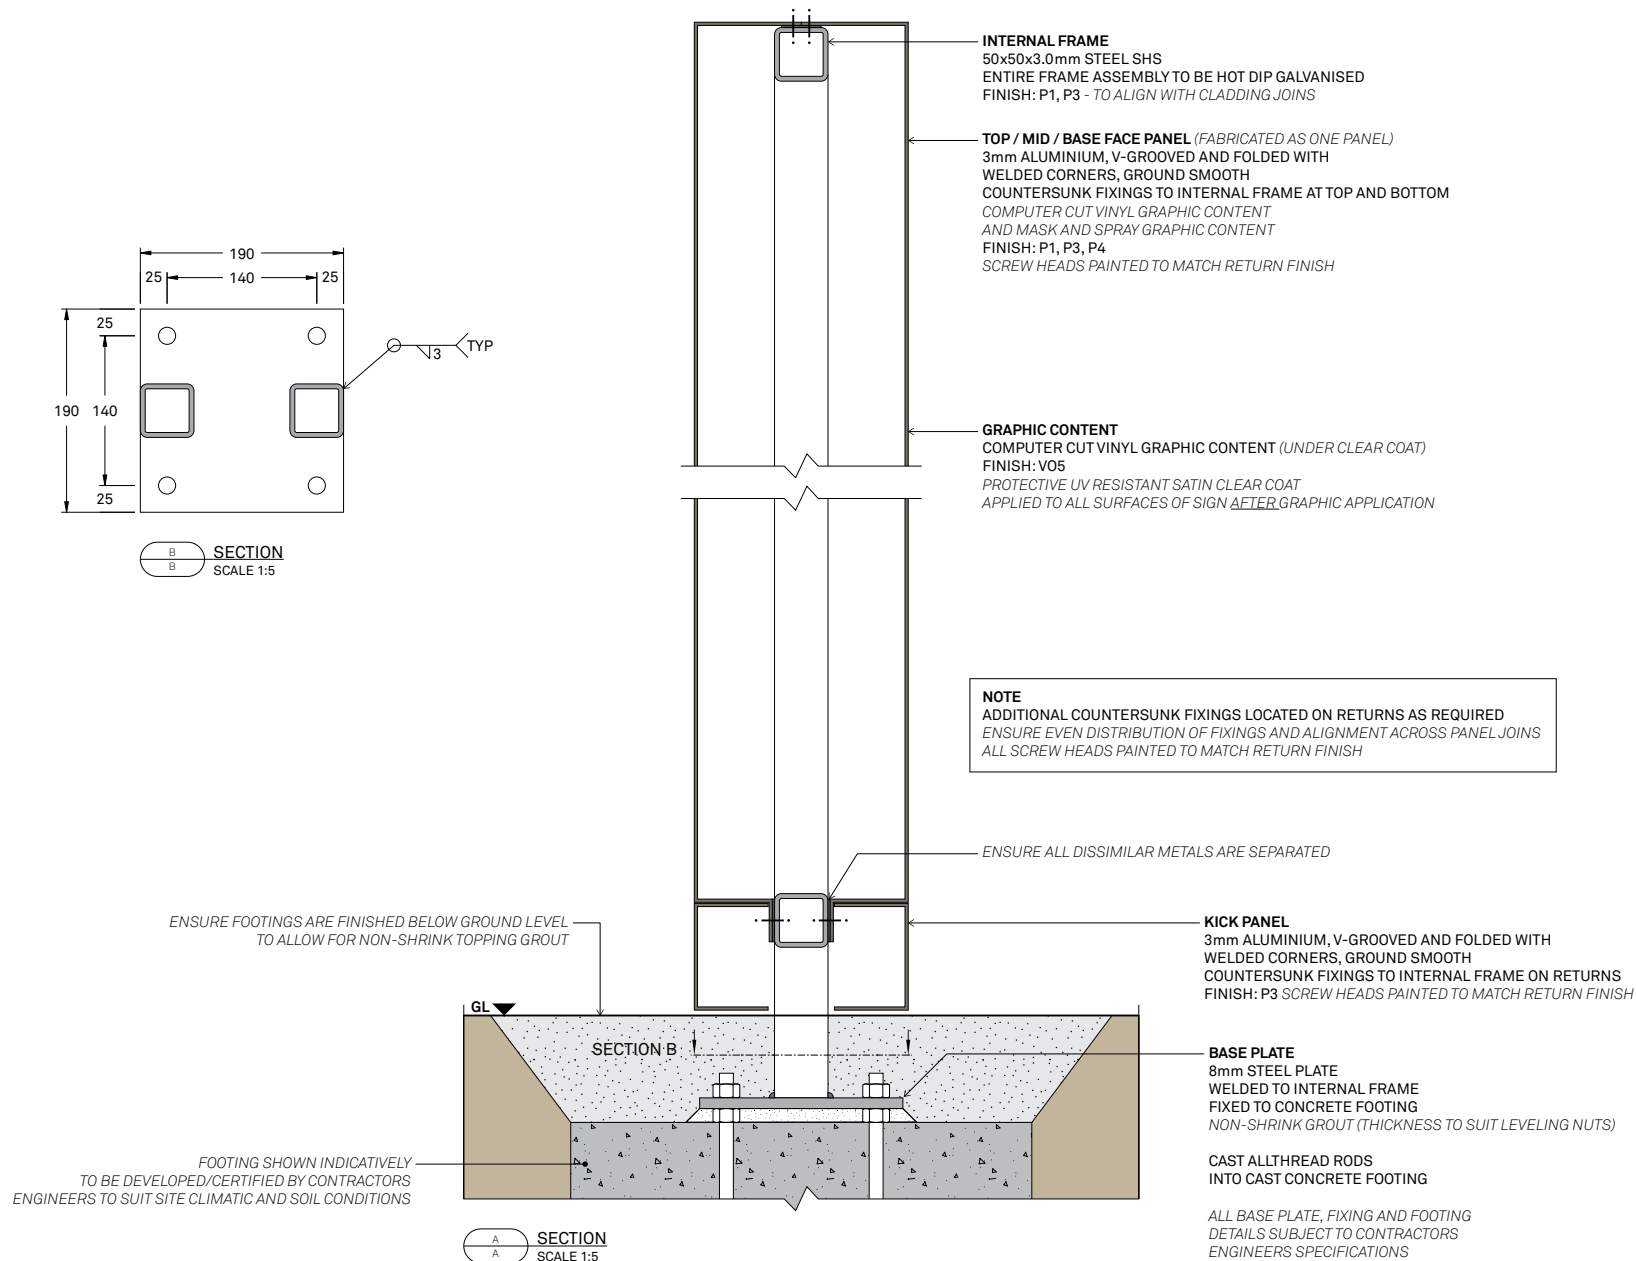 INTERNAL FRAME
50x50x3.0mm STEEL SHS
ENTIRE FRAME ASSEMBLY TO BE HOT DIP GALVANISED
FINISH: P1, P3 - TO ALIGN WITH CLADDING JOINS
TOP / MID / BASE FACE PANEL (FABRICATED AS ONE PANEL)
3mm ALUMINIUM, V-GROOVED AND FOLDED WITH
WELDED CORNERS, GROUND SMOOTH
COUNTERSUNK FIXINGS TO INTERNAL FRAME AT TOP AND BOTTOM
COMPUTER CUT VINYL GRAPHIC CONTENT
AND MASK AND SPRAY GRAPHIC CONTENT
FINISH: P1, P3, P4
SCREW HEADS PAINTED TO MATCH RETURN FINISH
190
25 140 25
25
190 140
25
3 TYP
B
B
SECTION
SCALE 1:5
GRAPHIC CONTENT
COMPUTER CUT VINYL GRAPHIC CONTENT (UNDER CLEAR COAT)
FINISH: VO5
PROTECTIVE UV RESISTANT SATIN CLEAR COAT
APPLIED TO ALL SURFACES OF SIGN AFTER GRAPHIC APPLICATION
NOTE
ADDITIONAL COUNTERSUNK FIXINGS LOCATED ON RETURNS AS REQUIRED
ENSURE EVEN DISTRIBUTION OF FIXINGS AND ALIGNMENT ACROSS PANEL JOINS
ALL SCREW HEADS PAINTED TO MATCH RETURN FINISH
ENSURE ALL DISSIMILAR METALS ARE SEPARATED
ENSURE FOOTINGS ARE FINISHED BELOW GROUND LEVEL
TO ALLOW FOR NON-SHRINK TOPPING GROUT
KICK PANEL
3mm ALUMINIUM, V-GROOVED AND FOLDED WITH
WELDED CORNERS, GROUND SMOOTH
COUNTERSUNK FIXINGS TO INTERNAL FRAME ON RETURNS
FINISH: P3 SCREW HEADS PAINTED TO MATCH RETURN FINISH
GL
SECTION B
BASE PLATE
8mm STEEL PLATE
WELDED TO INTERNAL FRAME
FIXED TO CONCRETE FOOTING
NON-SHRINK GROUT (THICKNESS TO SUIT LEVELING NUTS)
CAST ALLTHREAD RODS
INTO CAST CONCRETE FOOTING
ALL BASE PLATE, FIXING AND FOOTING
DETAILS SUBJECT TO CONTRACTORS
ENGINEERS SPECIFICATIONS
FOOTING SHOWN INDICATIVELY
TO BE DEVELOPED/CERTIFIED BY CONTRACTORS
ENGINEERS TO SUIT SITE CLIMATIC AND SOIL CONDITIONS
A
A
SECTION
SCALE 1:5